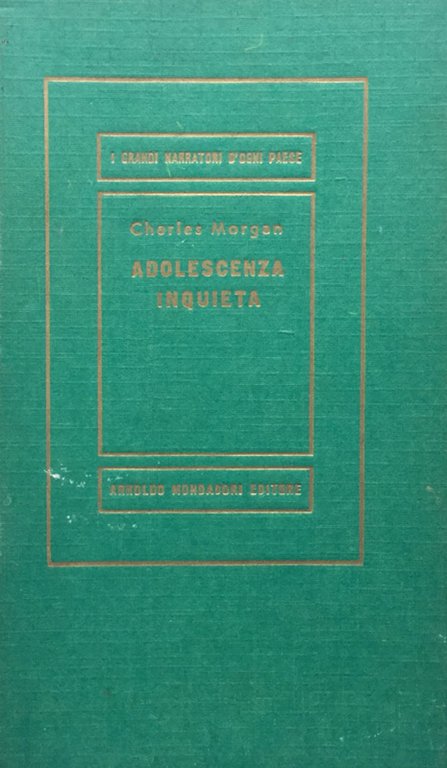 I GRANDI NARRATORI D'OGNI PAESE
Charles Morgan
ADOLESCENZA
INQUIETA
ARNOLDO MONDADORI EDITORE